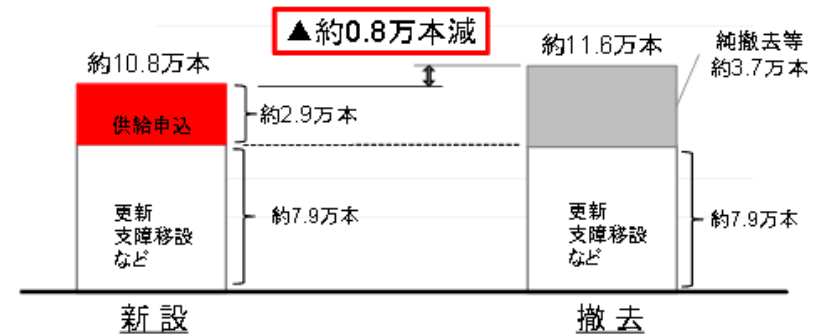 ▲約0.8万本減
約10.8万本
供給申込
約2.9万本
更新
支障移設
など
約7.9万本
新設
約11.6万本
純撤去等
約3.7万本
更新
支障移設
など
約7.9万本
撤去